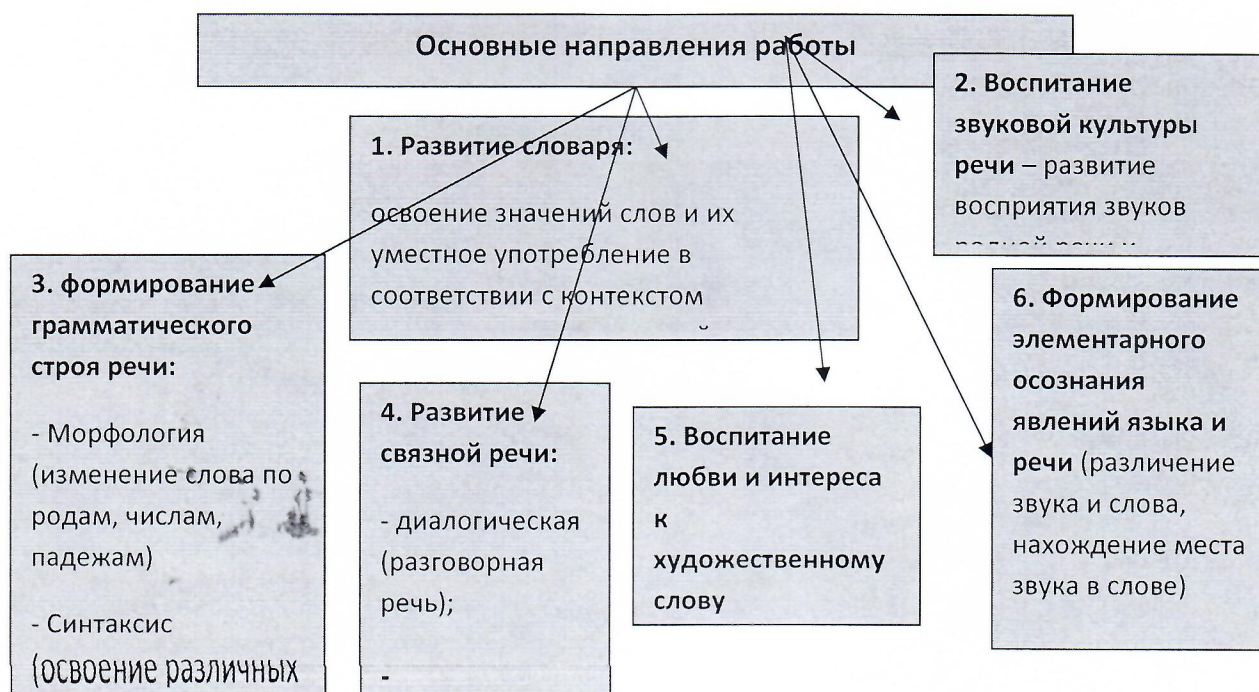 Основные направления работы
1. Развитие словаря:
освоение значений слов и их
уместное употребление в
соответствии с контекстом
2. Воспитание
звуковой культуры
речи – развитие
восприятия звуков
3. формирование
грамматического
строя речи:
- Морфология
(изменение слова по
родам, числам,
падежам)
- Синтаксис
(освоение различных
4. Развитие
связной речи:
- диалогическая
(разговорная
речь);
-
5. Воспитание
любви и интереса
к
художественному
слову
6. Формирование
элементарного
осознания
явлений языка и
речи (различение
звука и слова,
нахождение места
звука в слове)